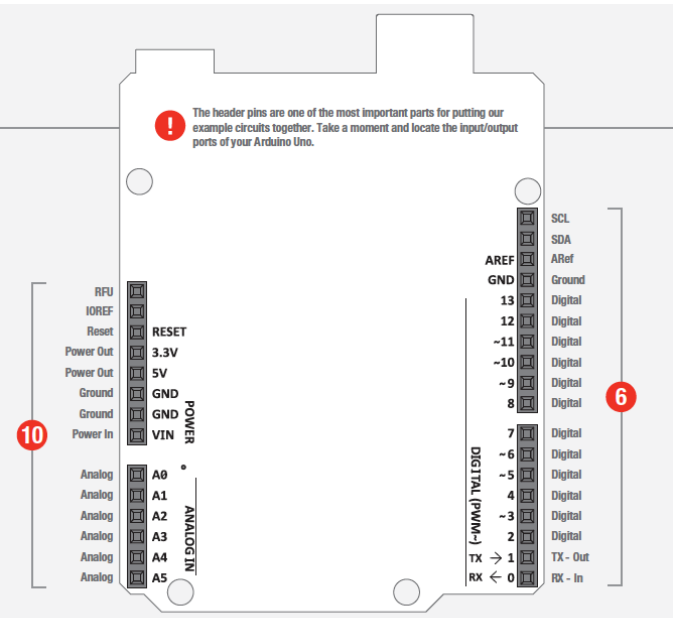 !
The header pins are one of the most important parts for putting our
example circuits together. Take a moment and locate the input/output
ports of your Arduino Uno.
SCL
SDA
AREF ARef
GND Ground
13 Digital
12 Digital
~11 Digital
~10 Digital
~9 Digital
8 Digital
7 Digital
~6 Digital
~5 Digital
4 Digital
~3 Digital
2 Digital
TX → 1 TX - Out
RX ← 0 RX - In
DIGITAL (PWM~)
6
RFU
IOREF
Reset RESET
Power Out 3.3V
Power Out 5V
Ground GND
Ground GND
Power In VIN
POWER
Analog A0
Analog A1
Analog A2
Analog A3
Analog A4
Analog A5
ANALOG IN
10